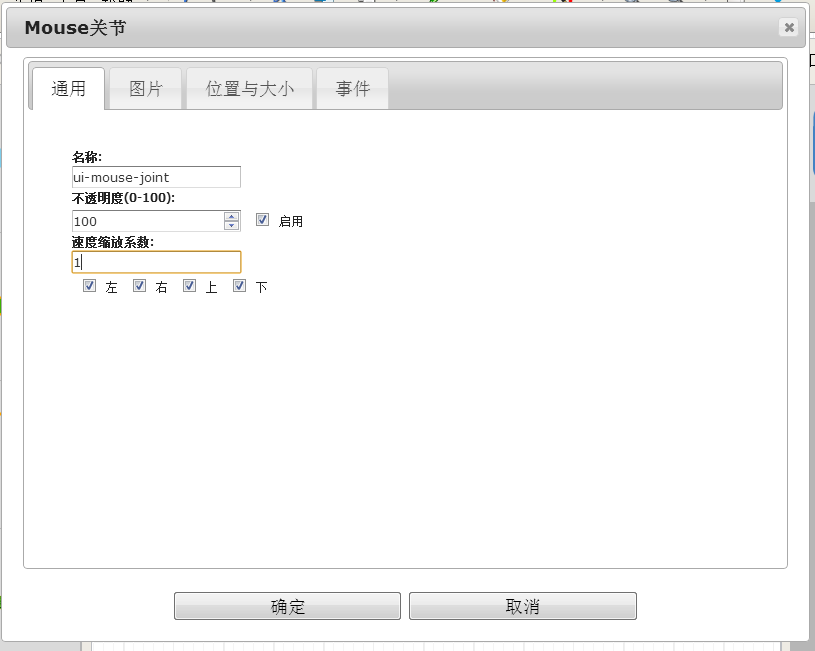 Mouse关节
通用 图片 位置与大小 事件
名称:
ui-mouse-joint
不透明度(0-100):
100 启用
速度缩放系数:
1
左 右 上 下
确定 取消